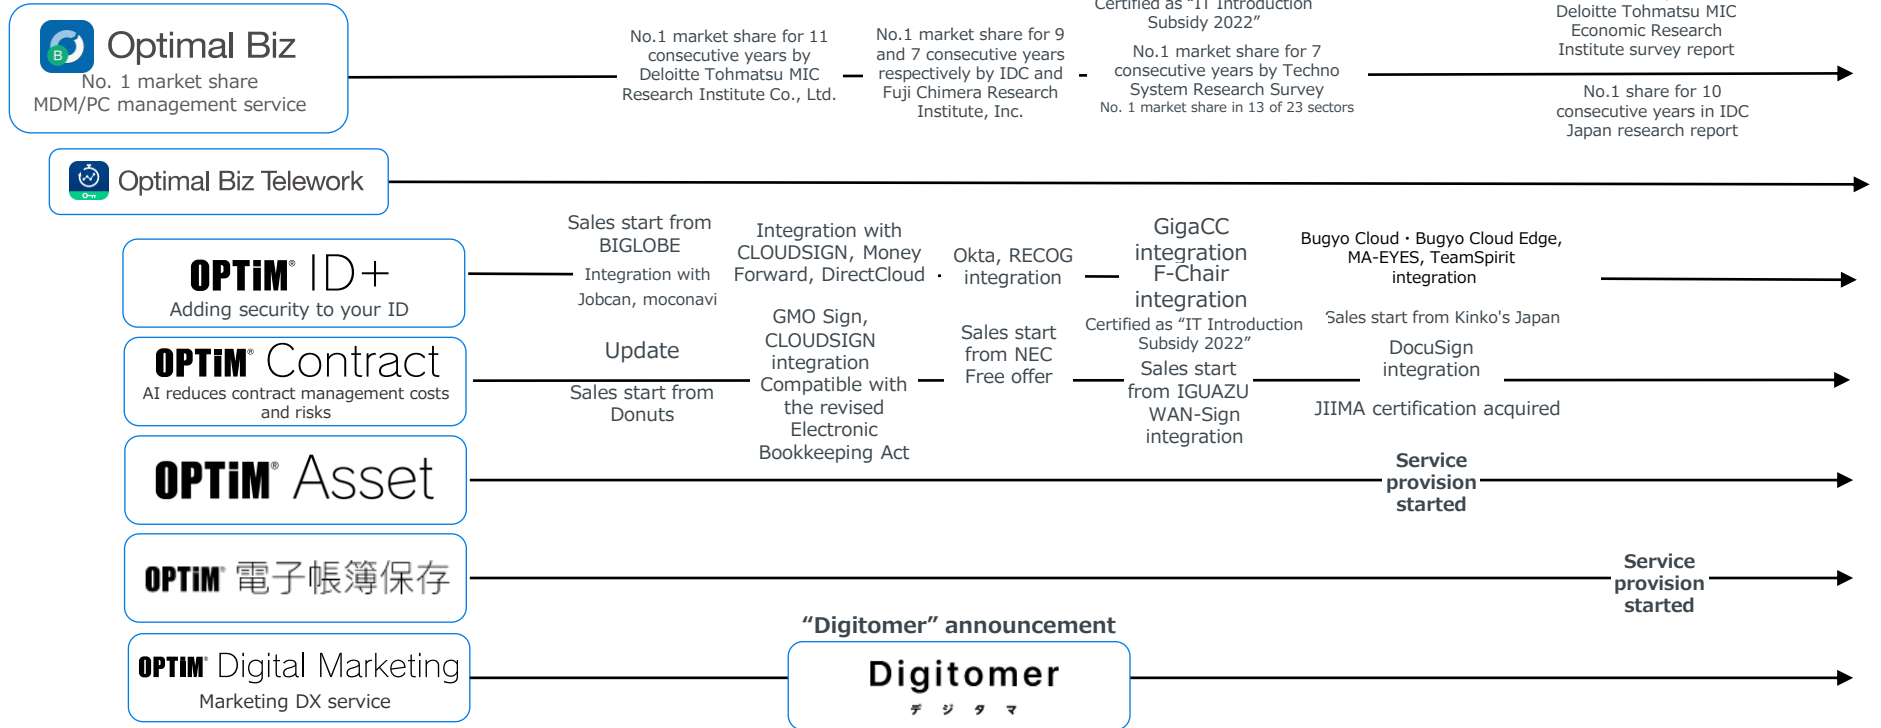 Optimal Biz
No. 1 market share
MDM/PC management service
No.1 market share for 11
consecutive years by
Deloitte Tohmatsu MIC
Research Institute Co., Ltd.
No.1 market share for 9
and 7 consecutive years
respectively by IDC and
Fuji Chimera Research
Institute, Inc.
Certified as “IT Introduction
Subsidy 2022”
No.1 market share for 7
consecutive years by Techno
System Research Survey
No. 1 market share in 13 of 23 sectors
Deloitte Tohmatsu MIC
Economic Research
Institute survey report
No.1 share for 10
consecutive years in IDC
Japan research report
Optimal Biz Telework
OPTiM® ID+
Adding security to your ID
Sales start from
BIGLOBE
Integration with
Jobcan, moconavi
Integration with
CLOUDSIGN, Money
Forward, DirectCloud
Okta, RECOG
integration
GigaCC
integration
F-Chair
integration
Bugyo Cloud・Bugyo Cloud Edge,
MA-EYES, TeamSpirit
integration
OPTiM® Contract
AI reduces contract management costs
and risks
Update
Sales start from
Donuts
GMO Sign,
CLOUDSIGN
integration
Compatible with
the revised
Electronic
Bookkeeping Act
Sales start
from NEC
Free offer
Certified as “IT Introduction
Subsidy 2022”
Sales start
from IGUAZU
WAN-Sign
integration
Sales start from Kinko's Japan
DocuSign
integration
JIIMA certification acquired
OPTiM® Asset
Service
provision
started
OPTiM® 電子帳簿保存
Service
provision
started
OPTiM® Digital Marketing
Marketing DX service
“Digitomer” announcement
Digitomer
デジタマ